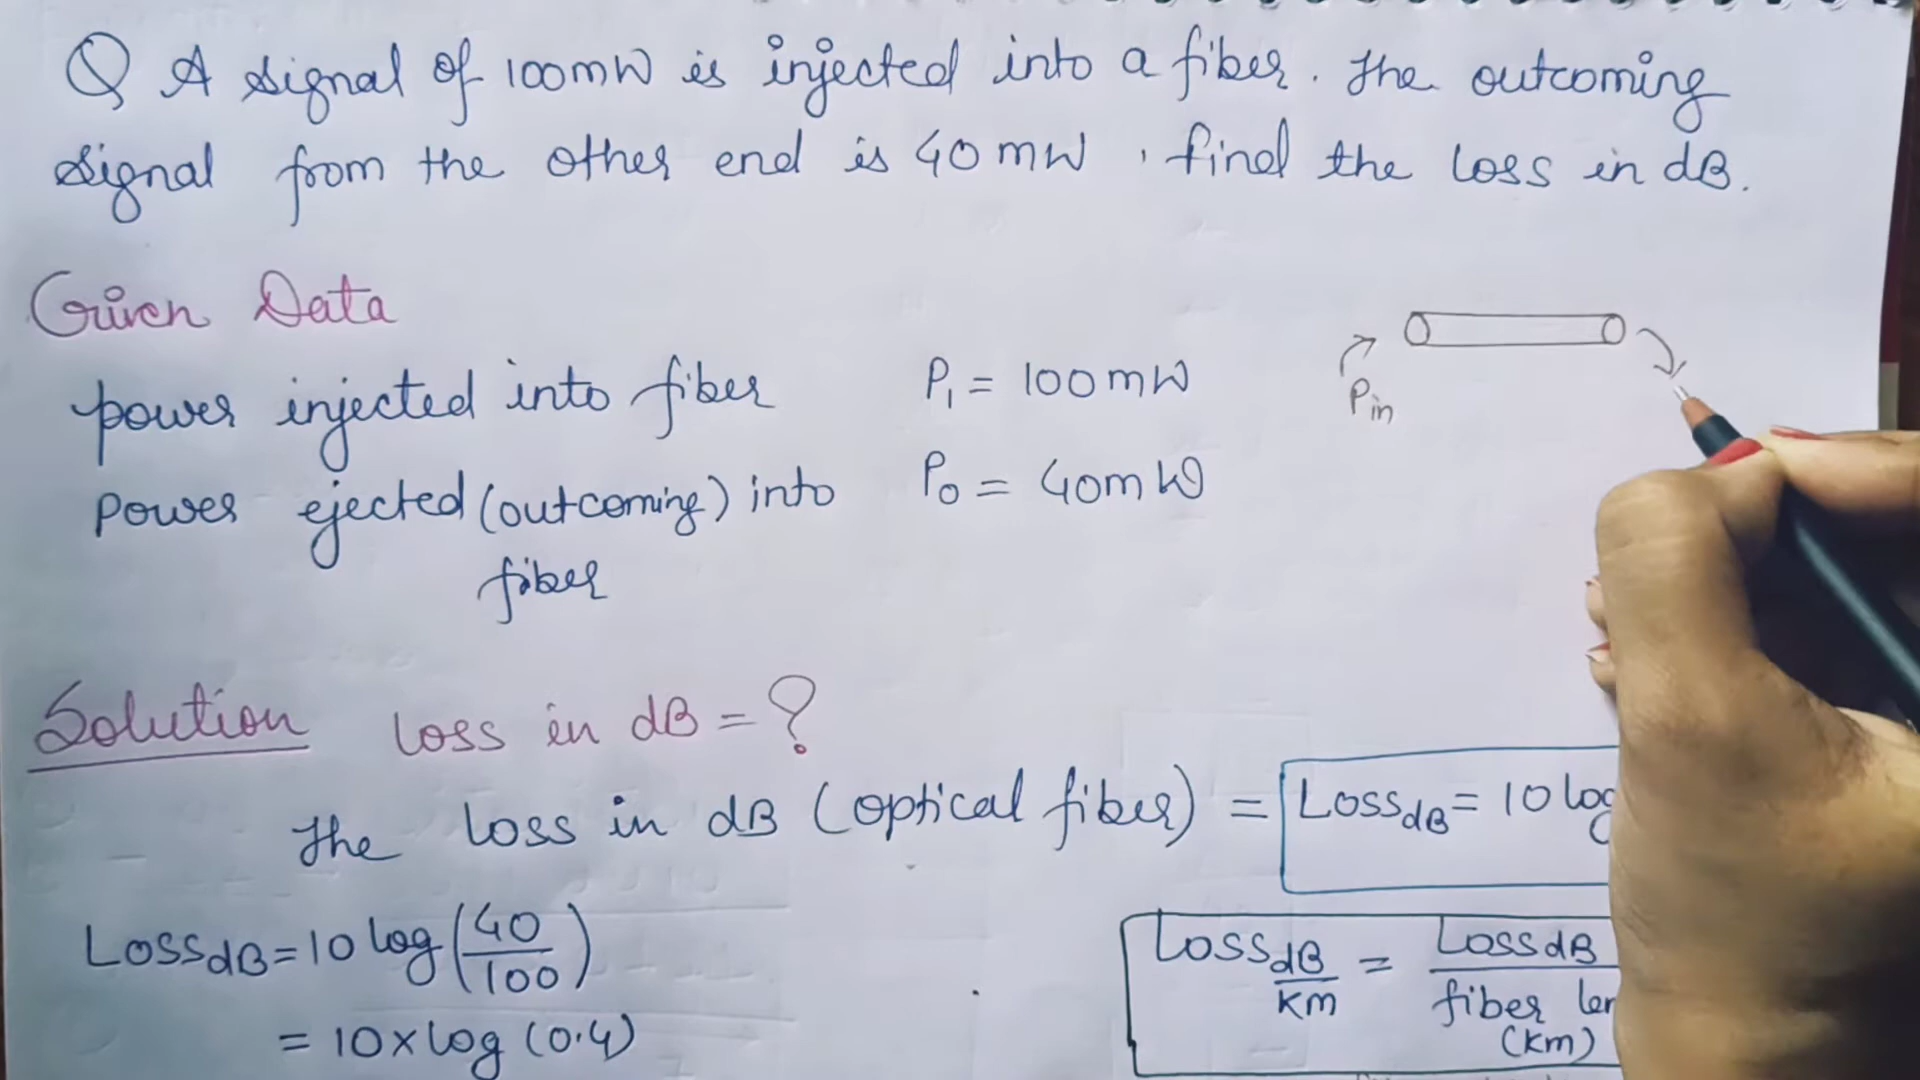 Q A signal of 100mW is injected into a fiber. The outcoming
signal from the other end is 40 mW, find the loss in dB.
Given Data
power injected into fiber P1 = 100mW
Power ejected (outcoming) into P0 = 40mW
fiber
Pin
Solution loss in dB = ?
The loss in dB (optical fiber) = LossdB = 10 log
LossdB = 10 log (40/100)
= 10 x log (0.4)
LossdB/km = LossdB/fiber
(km)